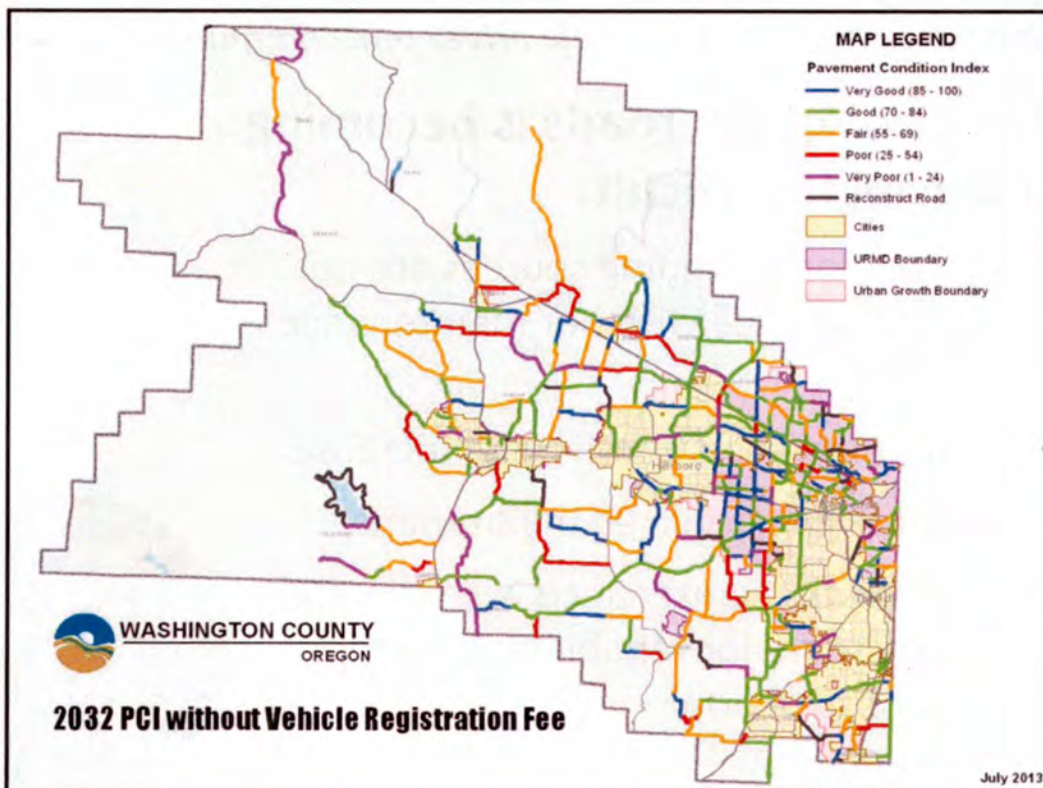 MAP LEGEND
Pavement Condition Index
Very Good (85 - 100)
Good (70 - 84)
Fair (55 - 69)
Poor (25 - 54)
Very Poor (1 - 24)
Reconstruct Road
Cities
URMD Boundary
Urban Growth Boundary
Hillsboro
WASHINGTON COUNTY
OREGON
2032 PCI without Vehicle Registration Fee
July 2013